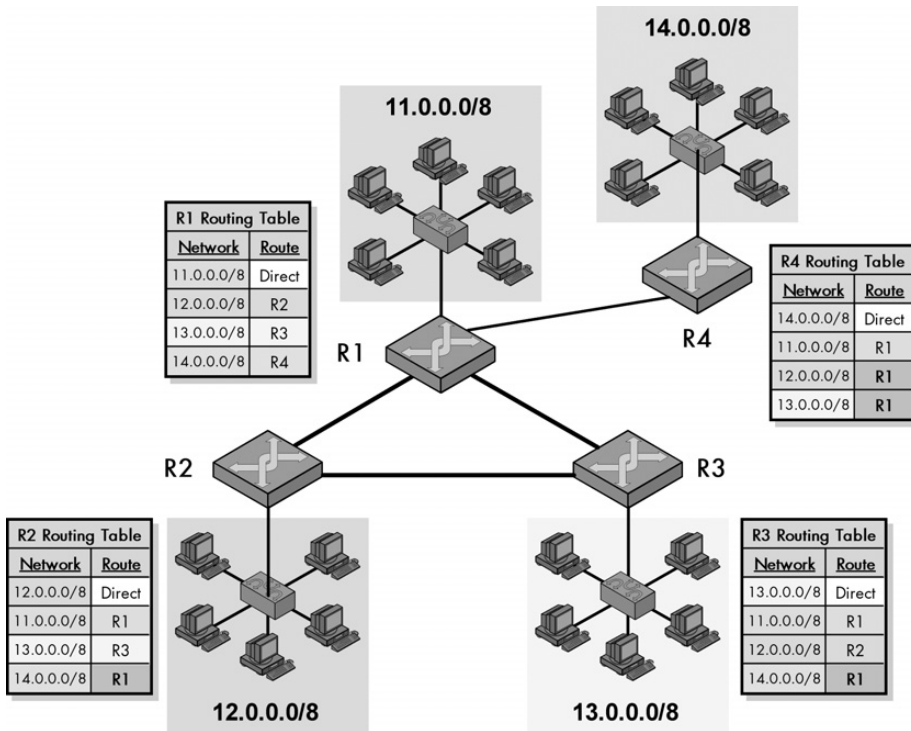 14.0.0.0/8
11.0.0.0/8
R1 Routing Table
Network Route
11.0.0.0/8 Direct
12.0.0.0/8 R2
13.0.0.0/8 R3
14.0.0.0/8 R4
R4 Routing Table
Network Route
14.0.0.0/8 Direct
11.0.0.0/8 R1
12.0.0.0/8 R1
13.0.0.0/8 R1
R1
R4
R2
R3
R2 Routing Table
Network Route
12.0.0.0/8 Direct
11.0.0.0/8 R1
13.0.0.0/8 R3
14.0.0.0/8 R1
R3 Routing Table
Network Route
13.0.0.0/8 Direct
11.0.0.0/8 R1
12.0.0.0/8 R2
14.0.0.0/8 R1
12.0.0.0/8
13.0.0.0/8